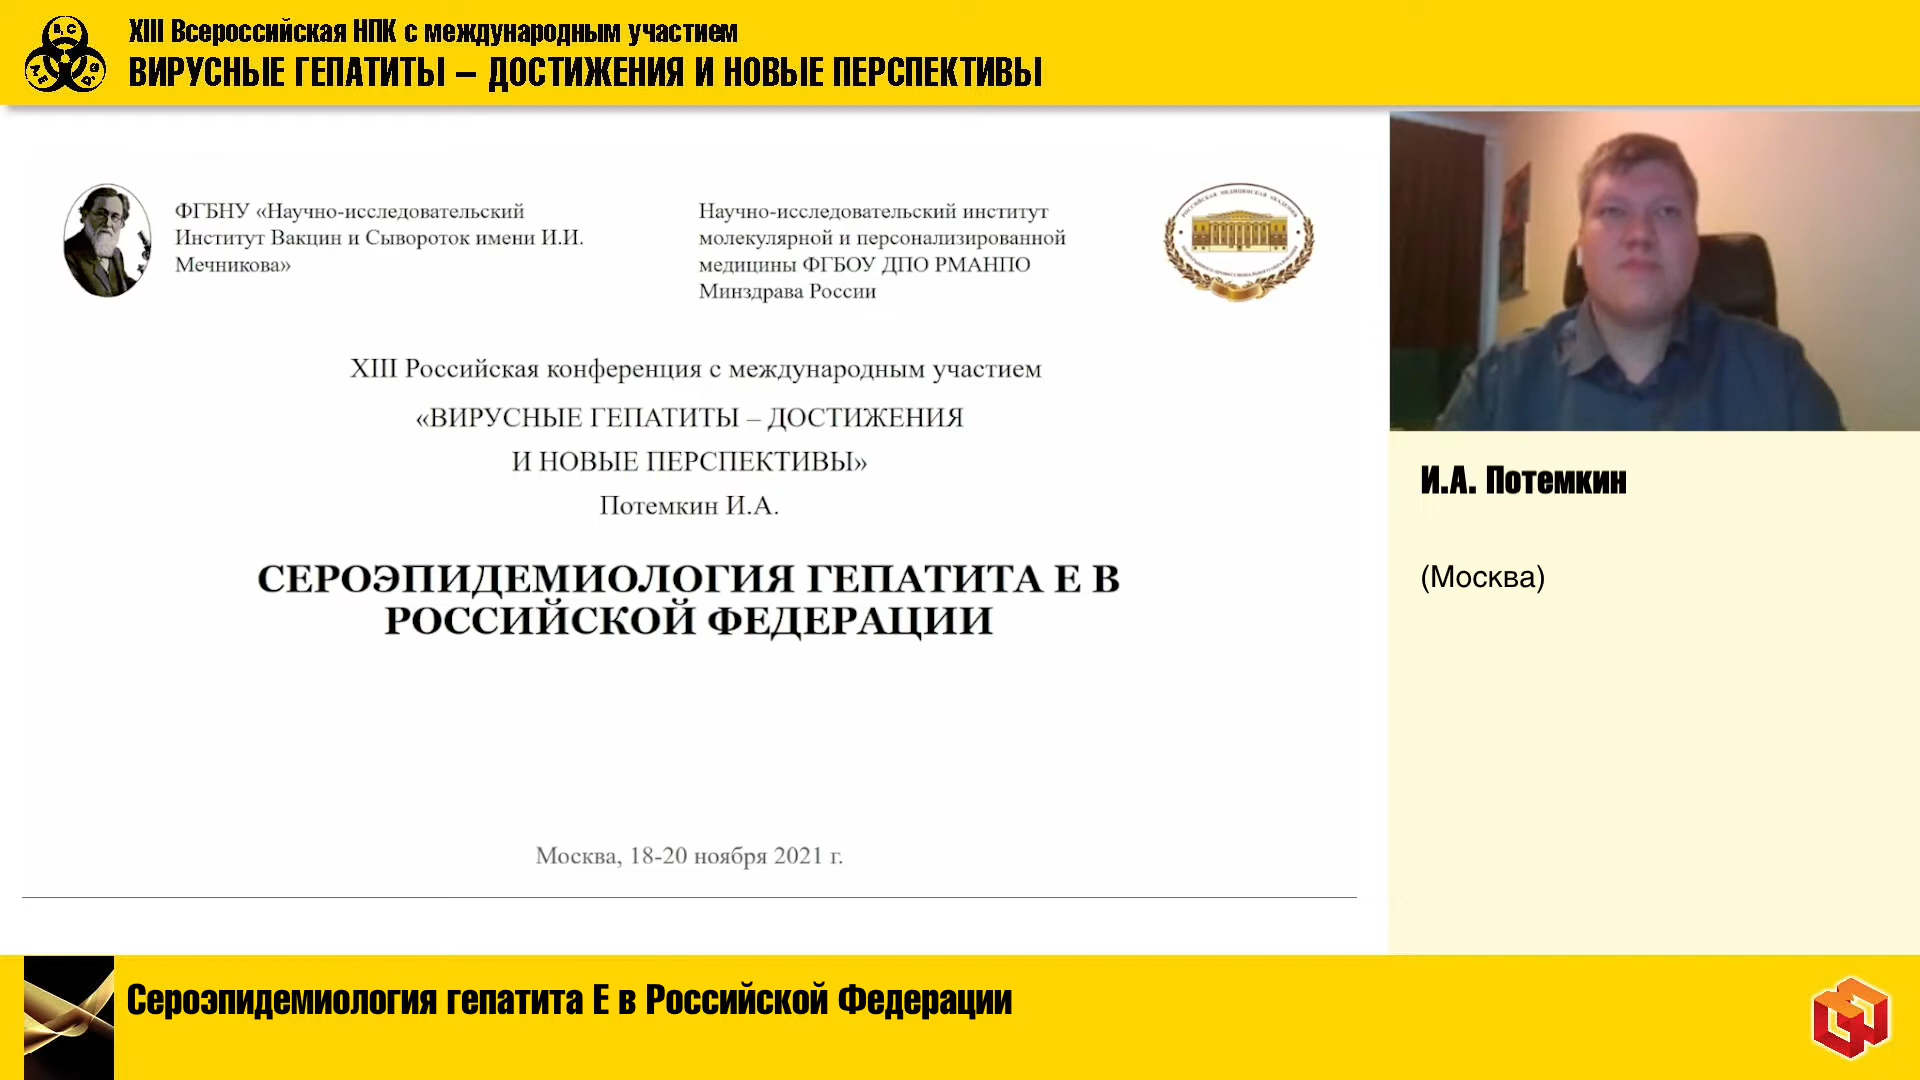 XIII Всероссийская НПК с международным участием
ВИРУСНЫЕ ГЕПАТИТЫ – ДОСТИЖЕНИЯ И НОВЫЕ ПЕРСПЕКТИВЫ
ФГБНУ «Научно-исследовательский
Институт Вакцин и Сывороток имени И.И.
Мечникова»
Научно-исследовательский институт
молекулярной и персонализированной
медицины ФГБОУ ДПО РМАНПО
Минздрава России
XIII Российская конференция с международным участием
«ВИРУСНЫЕ ГЕПАТИТЫ – ДОСТИЖЕНИЯ
И НОВЫЕ ПЕРСПЕКТИВЫ»
Потемкин И.А.
СЕРОЭПИДЕМИОЛОГИЯ ГЕПАТИТА Е В
РОССИЙСКОЙ ФЕДЕРАЦИИ
Москва, 18-20 ноября 2021 г.
И.А. Потемкин
(Москва)
Сероэпидемиология гепатита Е в Российской Федерации